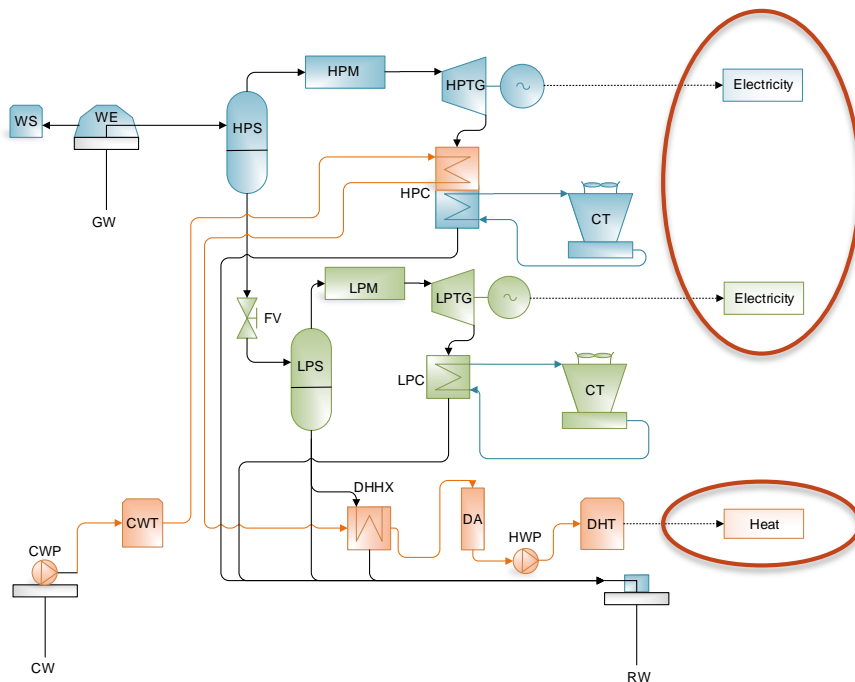 HPM
HPTG
Electricity
WS
WE
HPS
HPC
CT
GW
LPM
LPTG
Electricity
FV
LPS
LPC
CT
DHHX
CWT
DA
HWP
DHT
Heat
CWP
CW
RW